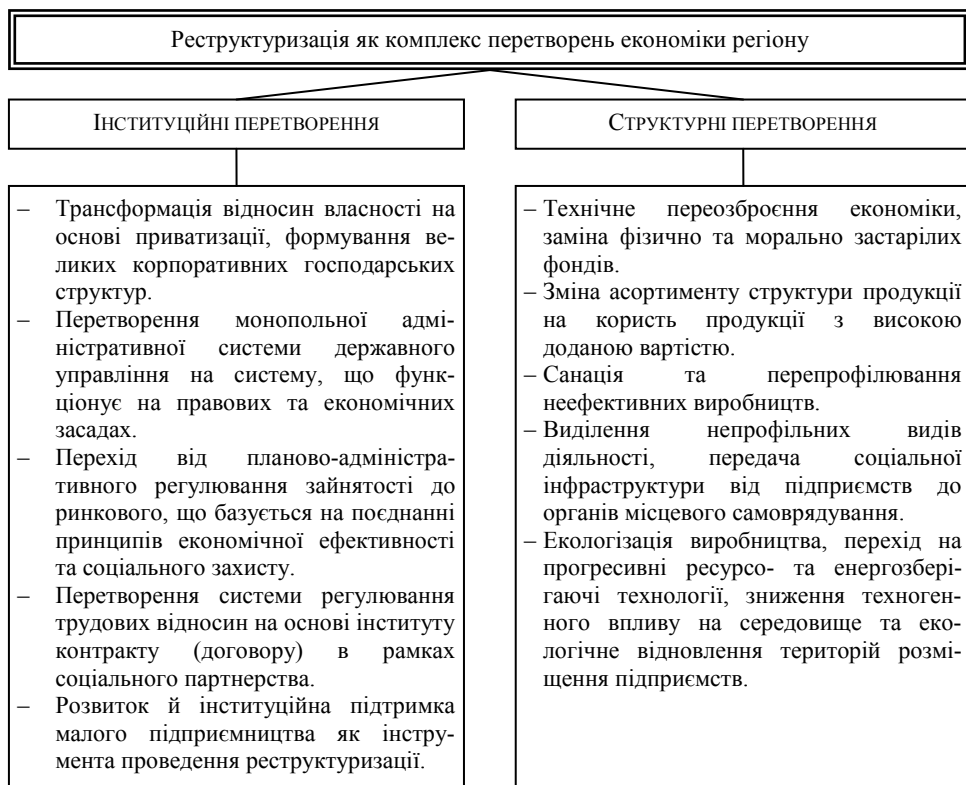 Реструктуризація як комплекс перетворень економіки регіону
ІНСТИТУЦІЙНІ ПЕРЕТВОРЕННЯ
– Трансформація відносин власності на
основі приватизації, формування ве-
ликих корпоративних господарських
структур.
– Перетворення монопольної адмі-
ністративної системи державного
управління на систему, що функ-
ціонує на правових та економічних
засадах.
– Перехід від планово-адміністра-
тивного регулювання зайнятості до
ринкового, що базується на поєднанні
принципів економічної ефективності
та соціального захисту.
– Перетворення системи регулювання
трудових відносин на основі інституту
контракту (договору) в рамках
соціального партнерства.
– Розвиток й інституційна підтримка
малого підприємництва як інстру-
мента проведення реструктуризації.
СТРУКТУРНІ ПЕРЕТВОРЕННЯ
– Технічне переозброєння економіки,
заміна фізично та морально застарілих
фондів.
– Зміна асортименту структури продукції
на користь продукції з високою
доданою вартістю.
– Санація та перепрофілювання
неефективних виробництв.
– Виділення непрофільних видів
діяльності, передача соціальної
інфраструктури від підприємств до
органів місцевого самоврядування.
– Екологізація виробництва, перехід на
прогресивні ресурсо- та енергозбері-
гаючі технології, зниження техноген-
ного впливу на середовище та еко-
логічне відновлення територій розмі-
щення підприємств.